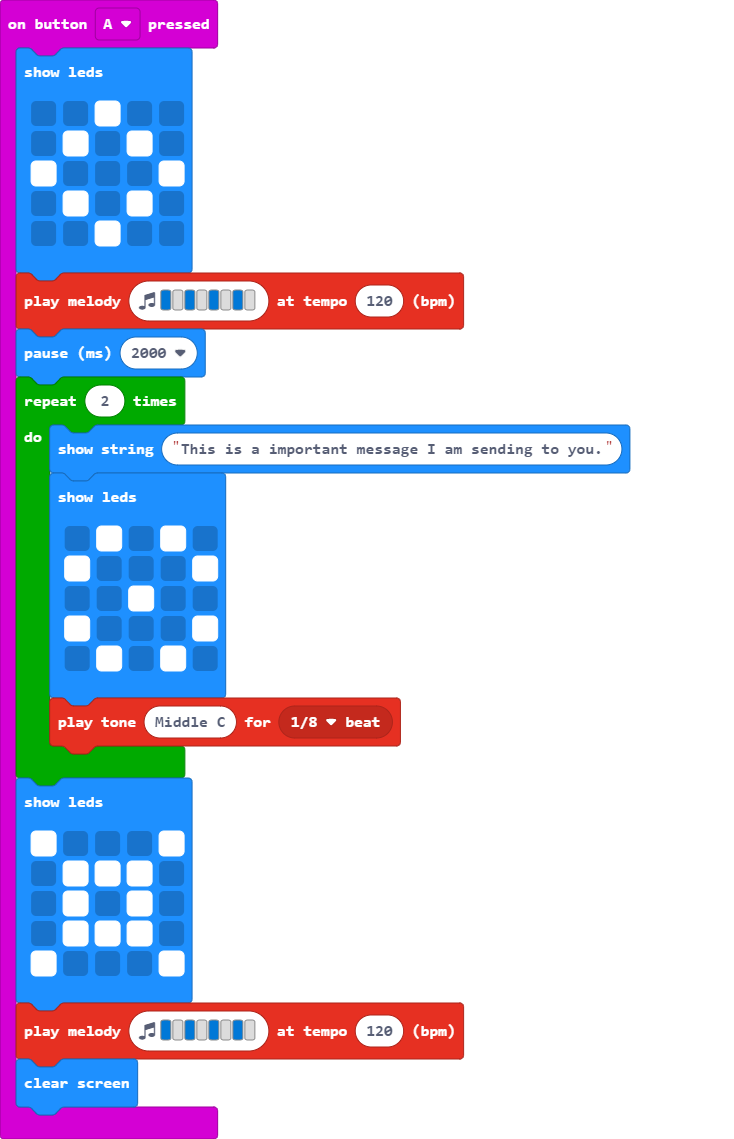 on button A pressed
show leds
play melody at tempo 120 (bpm)
pause (ms) 2000
repeat 2 times
do
show string "This is a important message I am sending to you."
show leds
play tone Middle C for 1/8 beat
show leds
play melody at tempo 120 (bpm)
clear screen